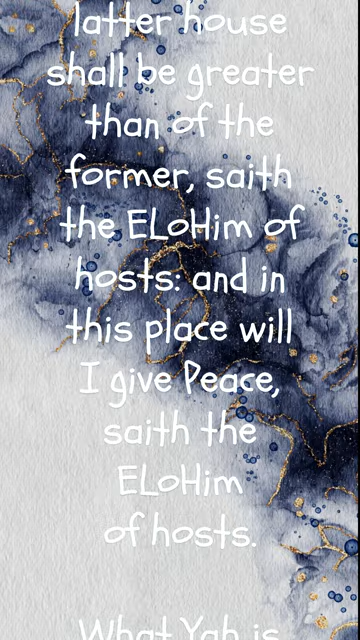 latter house
shall be greater
than of the
former, saith
the ELoHim of
hosts: and in
this place will
I give Peace,
saith the
ELoHim
of hosts.
What Yah is